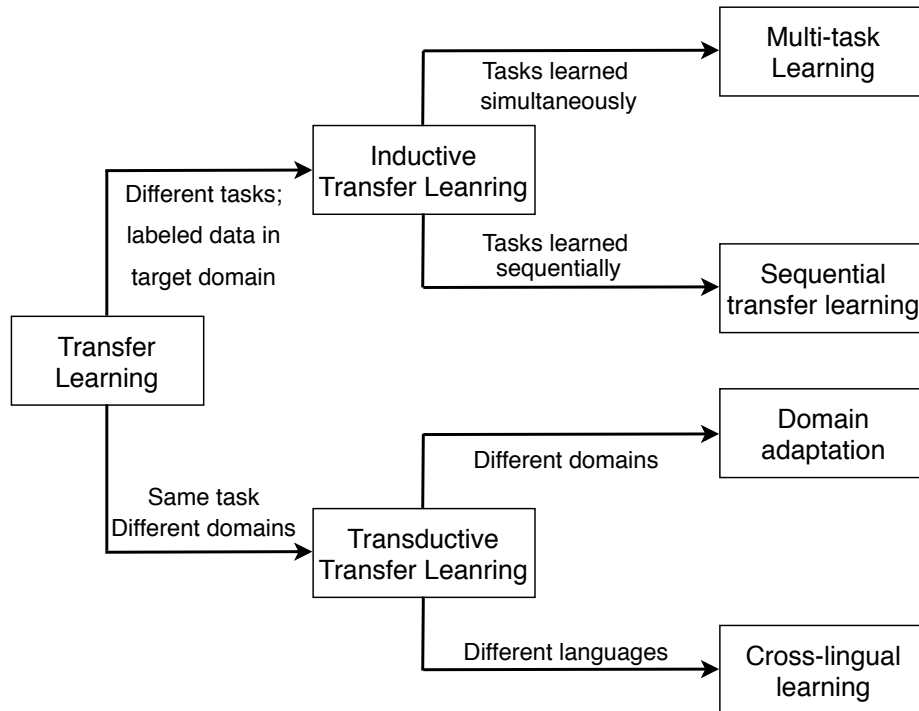 Multi-task
Learning
Tasks learned
simultaneously
Inductive
Transfer Leanring
Different tasks;
labeled data in
target domain
Tasks learned
sequentially
Sequential
transfer learning
Transfer
Learning
Domain
adaptation
Different domains
Same task
Different domains
Transductive
Transfer Leanring
Different languages
Cross-lingual
learning